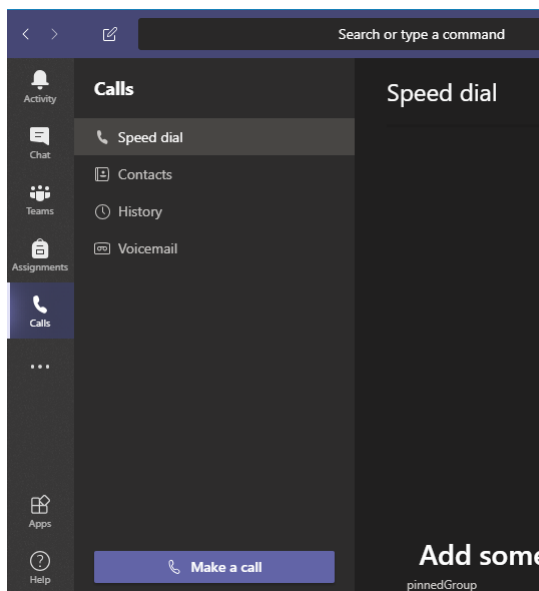 Search or type a command
Activity
Chat
Teams
Assignments
Calls
Apps
Help
Calls
Speed dial
Contacts
History
Voicemail
Make a call
Speed dial
Add some
pinnedGroup